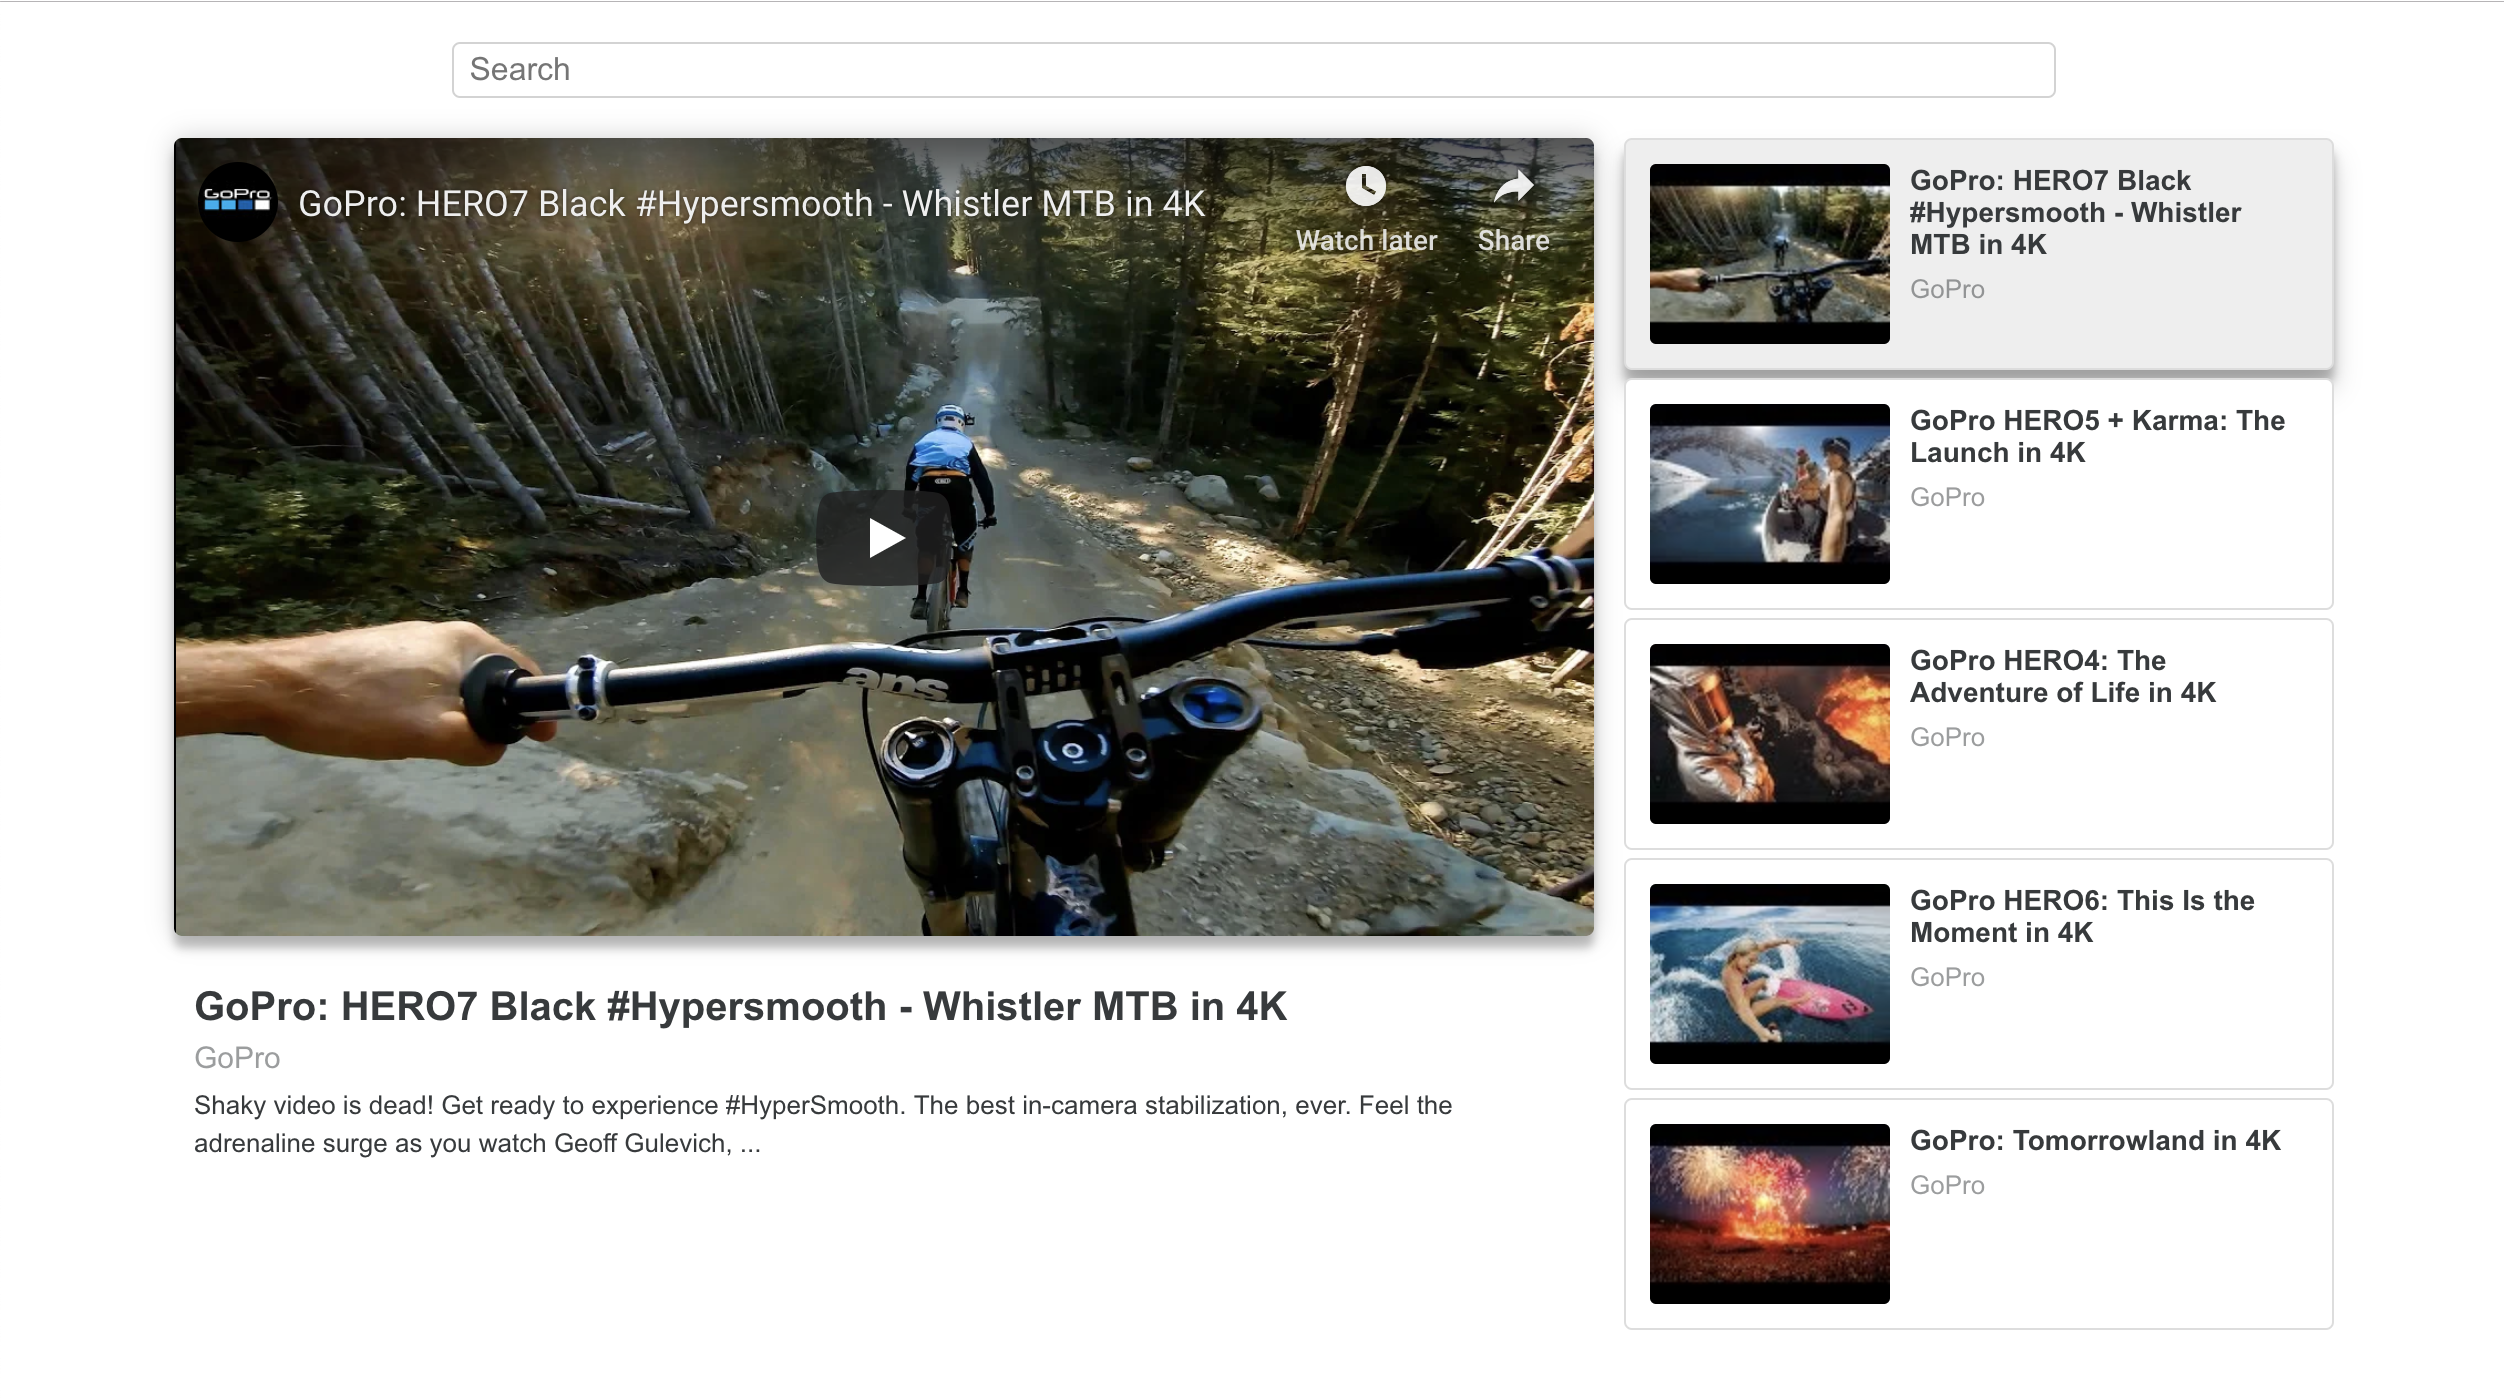 Search
GoPro
GoPro: HERO7 Black #Hypersmooth - Whistler MTB in 4K
Watch later
Share
GoPro: HERO7 Black #Hypersmooth - Whistler MTB in 4K
GoPro
Shaky video is dead! Get ready to experience #HyperSmooth. The best in-camera stabilization, ever. Feel the
adrenaline surge as you watch Geoff Gulevich, ...
GoPro: HERO7 Black
#Hypersmooth - Whistler
MTB in 4K
GoPro
GoPro HERO5 + Karma: The
Launch in 4K
GoPro
GoPro HERO4: The
Adventure of Life in 4K
GoPro
GoPro HERO6: This Is the
Moment in 4K
GoPro
GoPro: Tomorrowland in 4K
GoPro